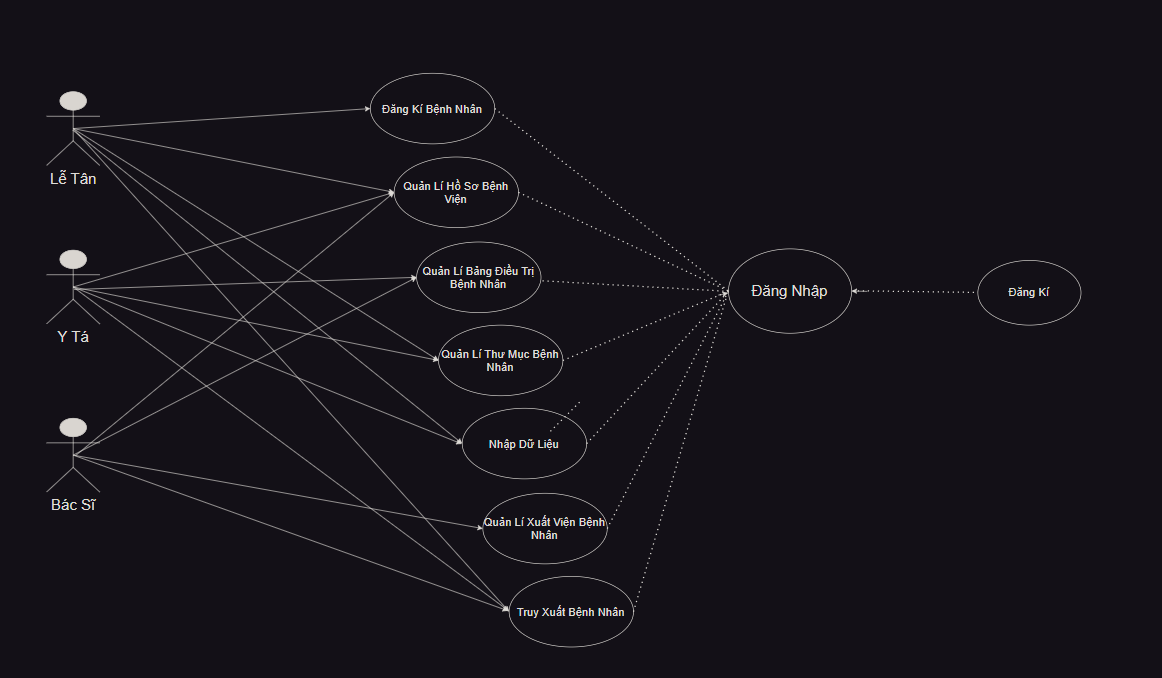 Lễ Tân
Y Tá
Bác Sĩ
Đăng Kí Bệnh Nhân
Quản Lí Hồ Sơ Bệnh
Viện
Quản Lí Bảng Điều Trị
Bệnh Nhân
Quản Lí Thư Mục Bệnh
Nhân
Nhập Dữ Liệu
Quản Lí Xuất Viện Bệnh
Nhân
Truy Xuất Bệnh Nhân
Đăng Nhập
Đăng Kí